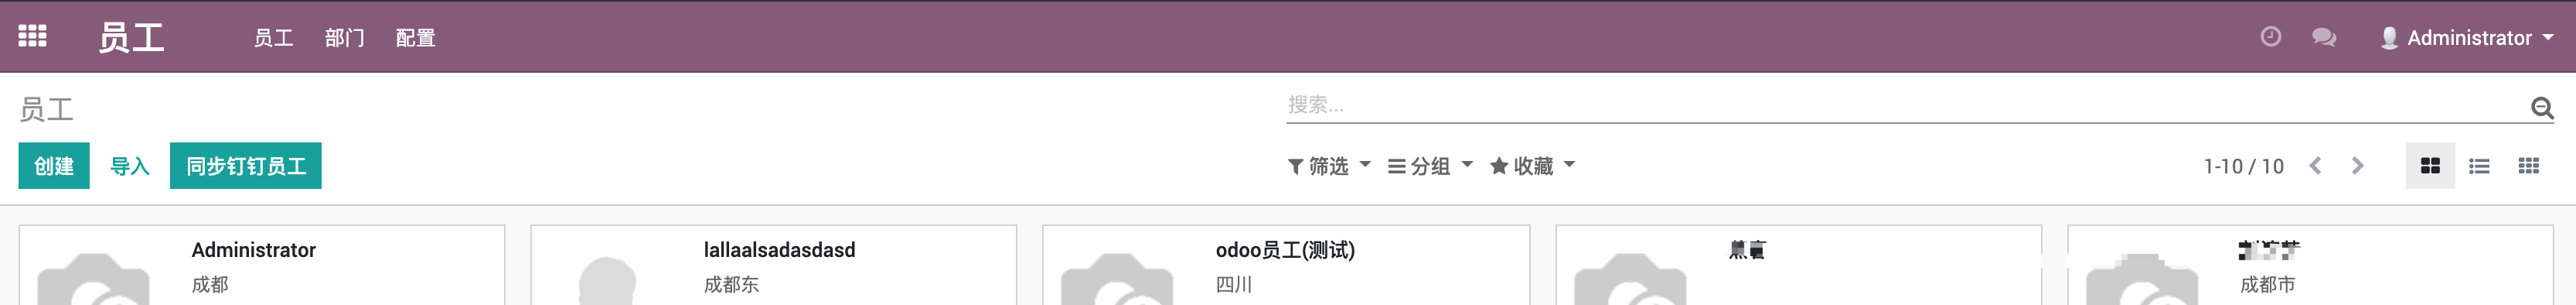 员工 员工 部门 配置 Administrator
员工 搜索...
创建 导入 同步钉钉员工 筛选 分组 收藏 1-10 / 10
Administrator lallaalsadasdasd odoo员工(测试)
成都 成都东 四川 成都市